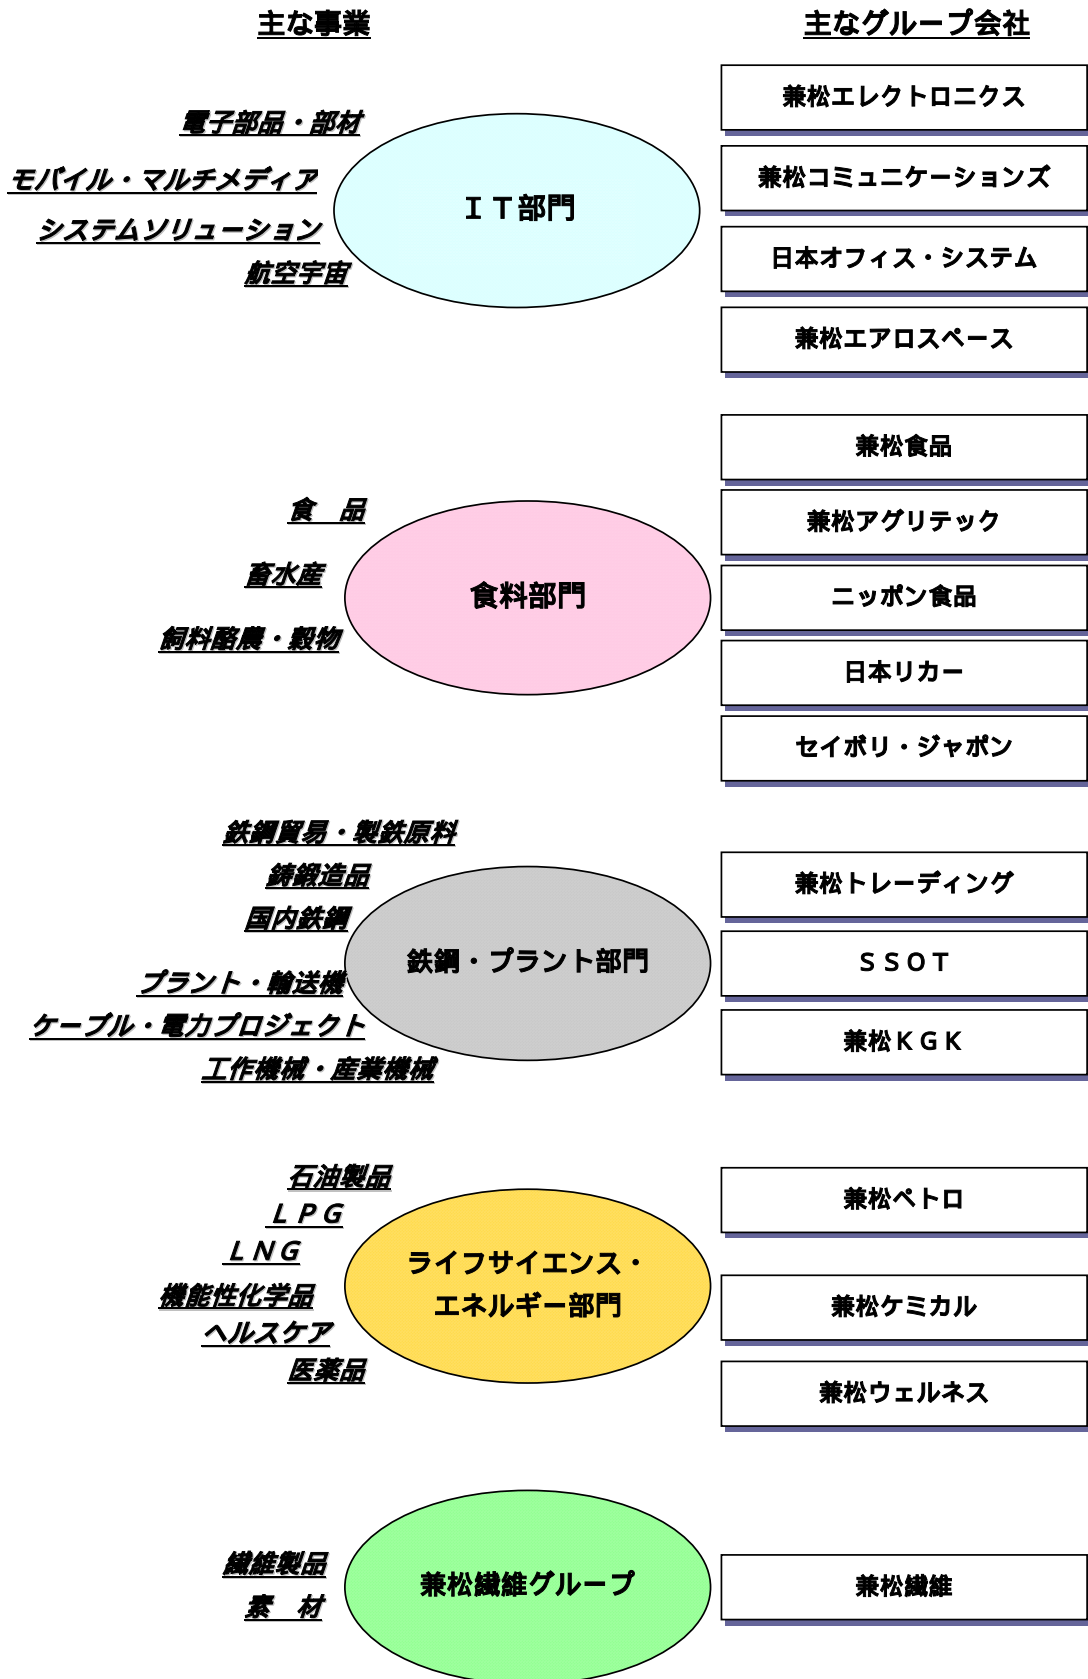 主な事業
主なグループ会社
電子部品・部材
モバイル・マルチメディア
システムソリューション
航空宇宙
ＩＴ部門
兼松エレクトロニクス
兼松コミュニケーションズ
日本オフィス・システム
兼松エアロスペース
食　品
畜水産
飼料酪農・穀物
食料部門
兼松食品
兼松アグリテック
ニッポン食品
日本リカー
セイボリ・ジャポン
鉄鋼貿易・製鉄原料
鋳鍛造品
国内鉄鋼
プラント・輸送機
ケーブル・電力プロジェクト
工作機械・産業機械
鉄鋼・プラント部門
兼松トレーディング
ＳＳＯＴ
兼松ＫＧＫ
石油製品
ＬＰＧ
ＬＮＧ
機能性化学品
ヘルスケア
医薬品
ライフサイエンス・
エネルギー部門
兼松ペトロ
兼松ケミカル
兼松ウェルネス
繊維製品
素　材
兼松繊維グループ
兼松繊維